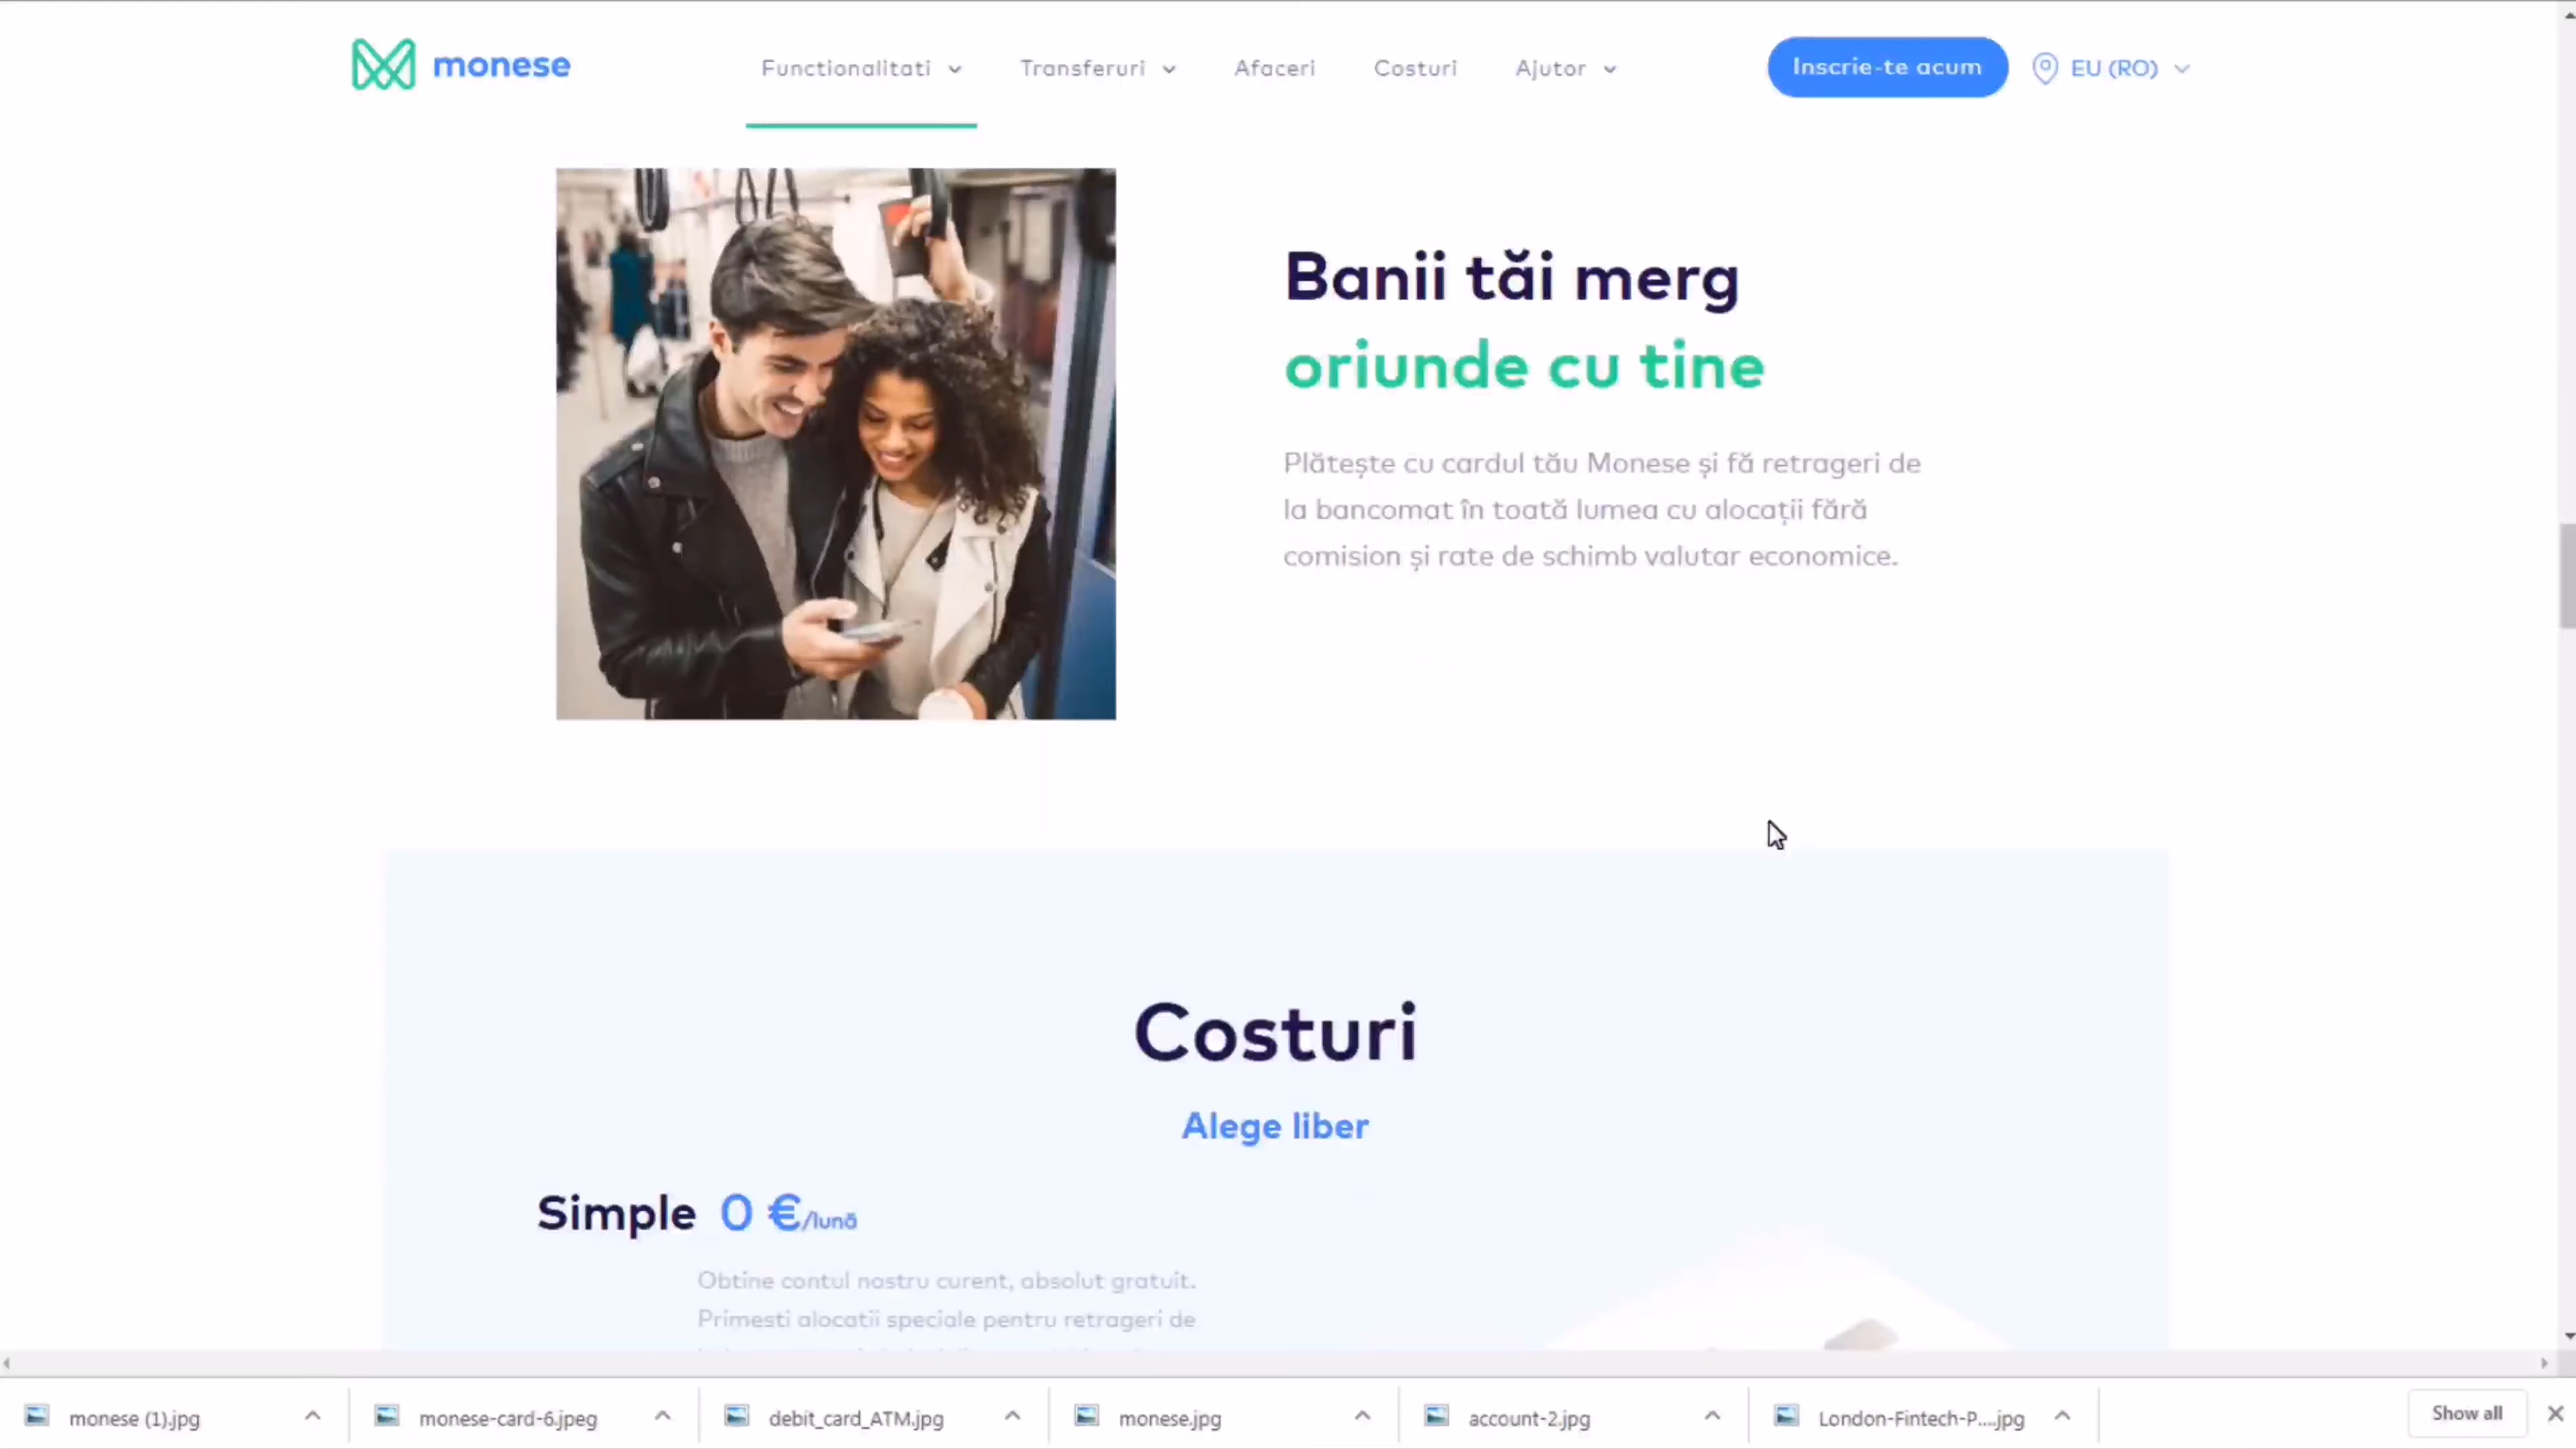 monese
Functionalitati
Transferuri
Afaceri
Costuri
Ajutor
Inscrie-te acum
EU (RO)
Banii tăi merg
oriunde cu tine
Plătește cu cardul tău Monese și fă retrageri de
la bancomat în toată lumea cu alocații fără
comision și rate de schimb valutar economice.
Costuri
Alege liber
Simple 0 €/lună
Obtine contul nostru curent, absolut gratuit.
Primesti alocatii speciale pentru retrageri de
monese (1).jpg
monese-card-6.jpeg
debit_card_ATM.jpg
monese.jpg
account-2.jpg
London-Fintech-P....jpg
Show all